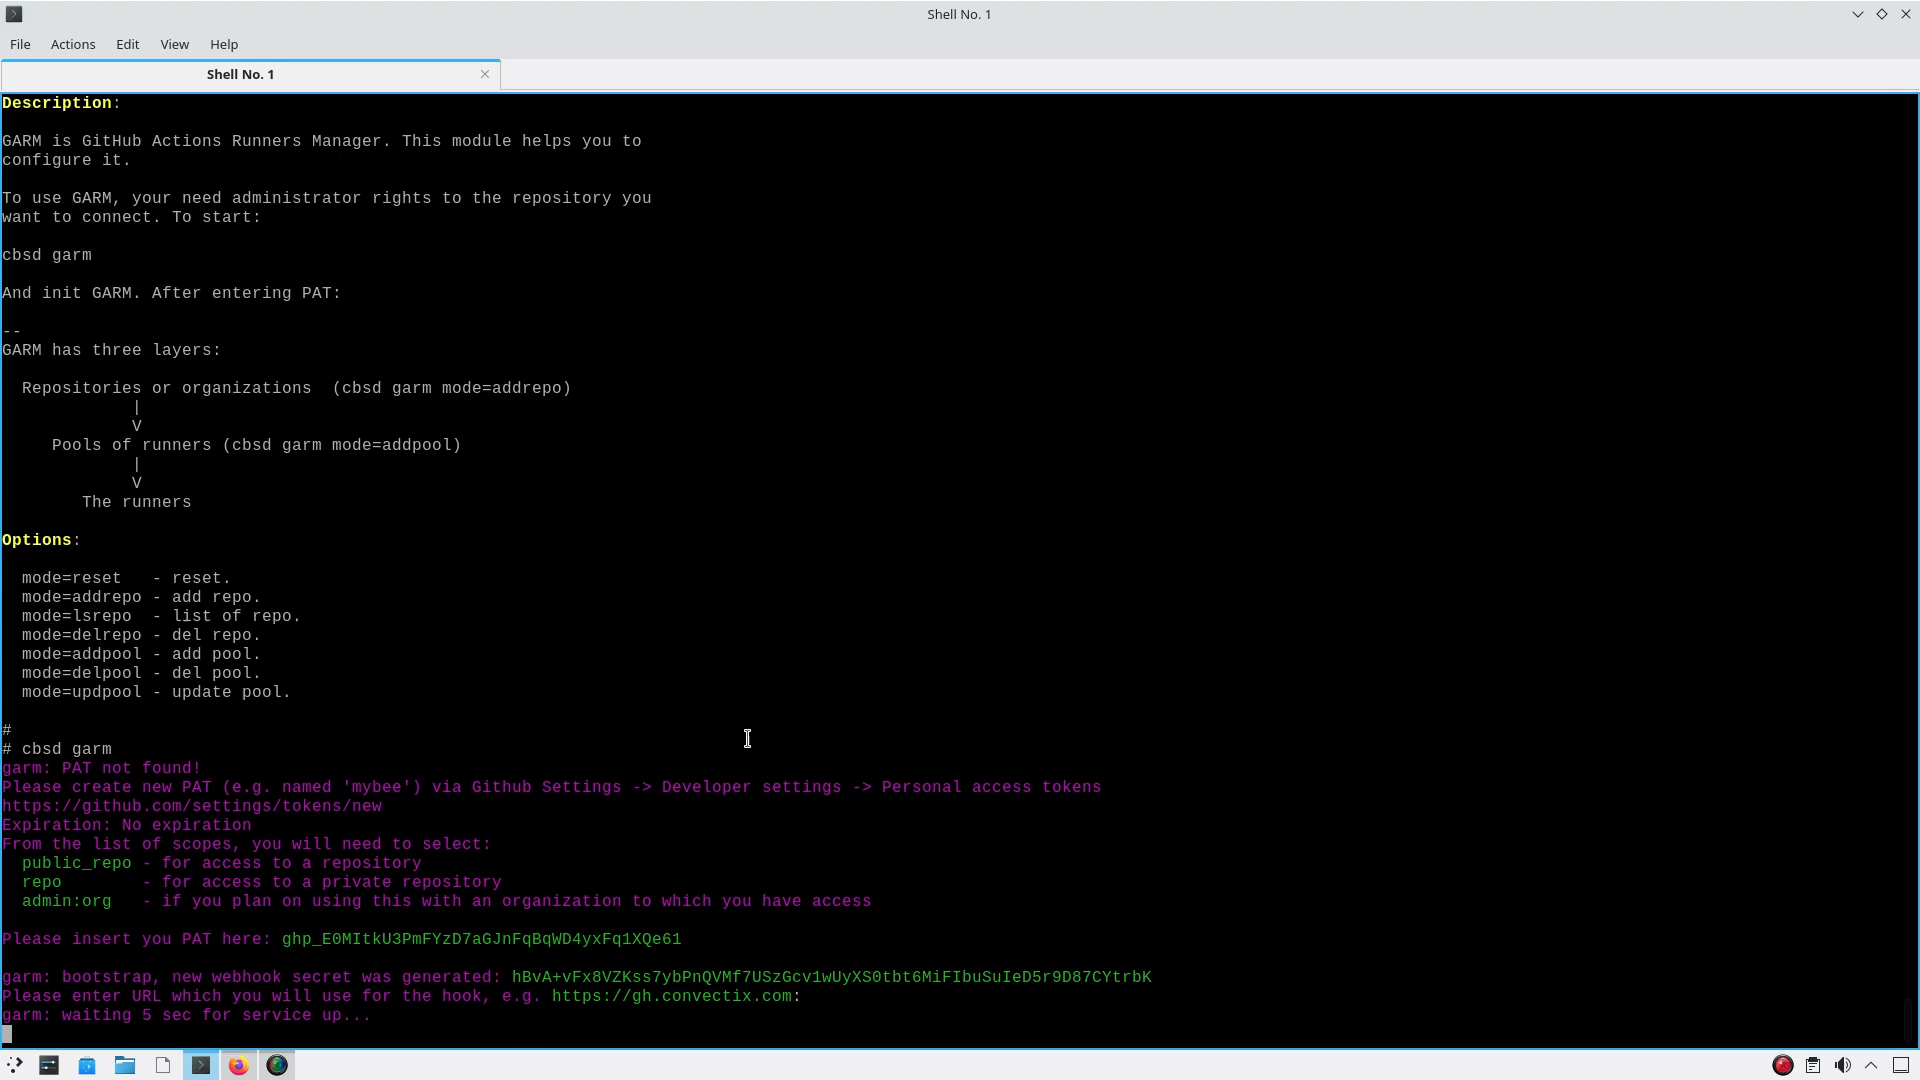 Shell No. 1
File Actions Edit View Help
Shell No. 1
Description:
GARM is GitHub Actions Runners Manager. This module helps you to
configure it.
To use GARM, your need administrator rights to the repository you
want to connect. To start:
cbsd garm
And init GARM. After entering PAT:
--
GARM has three layers:
Repositories or organizations  (cbsd garm mode=addrepo)
|
V
Pools of runners (cbsd garm mode=addpool)
|
V
The runners
Options:
mode=reset   - reset.
mode=addrepo - add repo.
mode=lsrepo  - list of repo.
mode=delrepo - del repo.
mode=addpool - add pool.
mode=delpool - del pool.
mode=updpool - update pool.
#
# cbsd garm
garm: PAT not found!
Please create new PAT (e.g. named 'mybee') via Github Settings -> Developer settings -> Personal access tokens
https://github.com/settings/tokens/new
Expiration: No expiration
From the list of scopes, you will need to select:
public_repo - for access to a repository
repo        - for access to a private repository
admin:org   - if you plan on using this with an organization to which you have access
Please insert you PAT here: 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
garm: bootstrap, new webhook secret was generated: hBvA+vFx8VZKss7ybPnQVMf7USzGcv1wUyXS0tbt6MiFIbuSuIeD5r9D87CYtrbK
Please enter URL which you will use for the hook, e.g. https://gh.convectix.com:
garm: waiting 5 sec for service up...